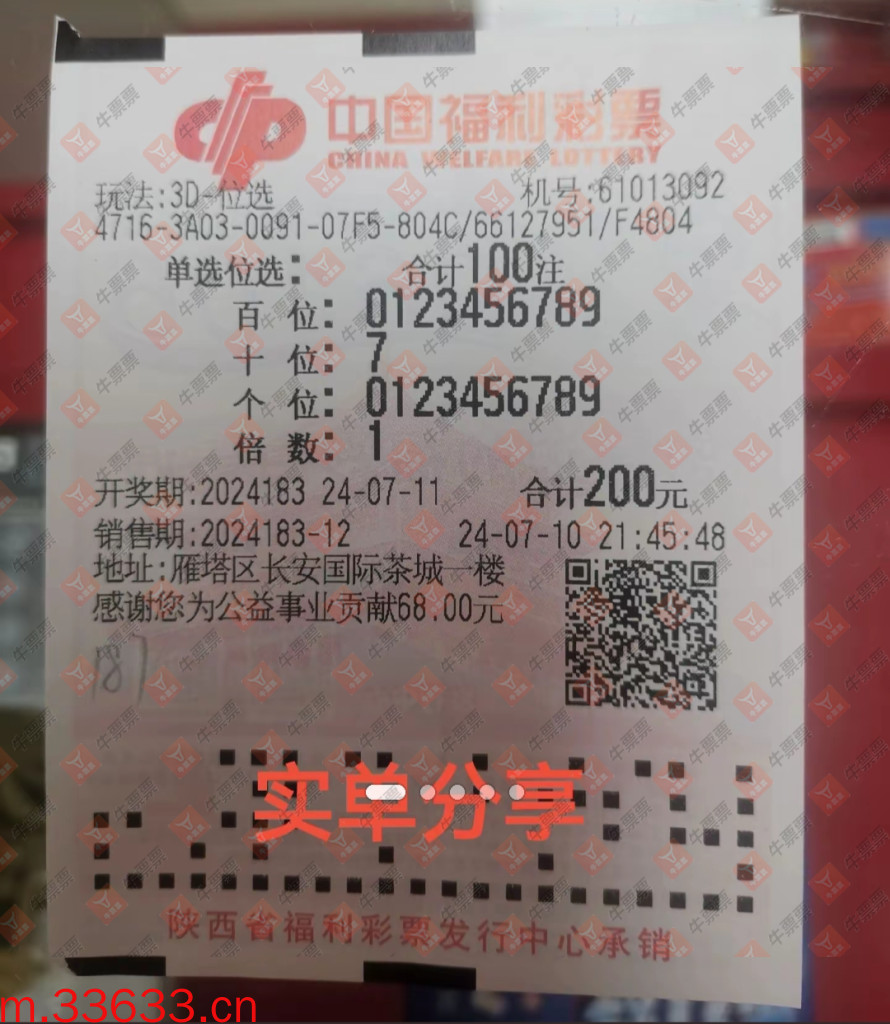 中国福利彩票
CHINA WELFARE LOTTERY
玩法:3D-位选 机号:61013092
4716-3A03-0091-07F5-804C/66127951/F4804
单选位选: 合计100注
百 位: 0123456789
十 位: 7
个 位: 0123456789
倍 数: 1
开奖期:2024183 24-07-11 合计200元
销售期:2024183-12 24-07-10 21:45:48
地址:雁塔区长安国际茶城一楼
感谢您为公益事业贡献68.00元
187
实单分享
陕西省福利彩票发行中心承销
m.33633.cn
牛票票